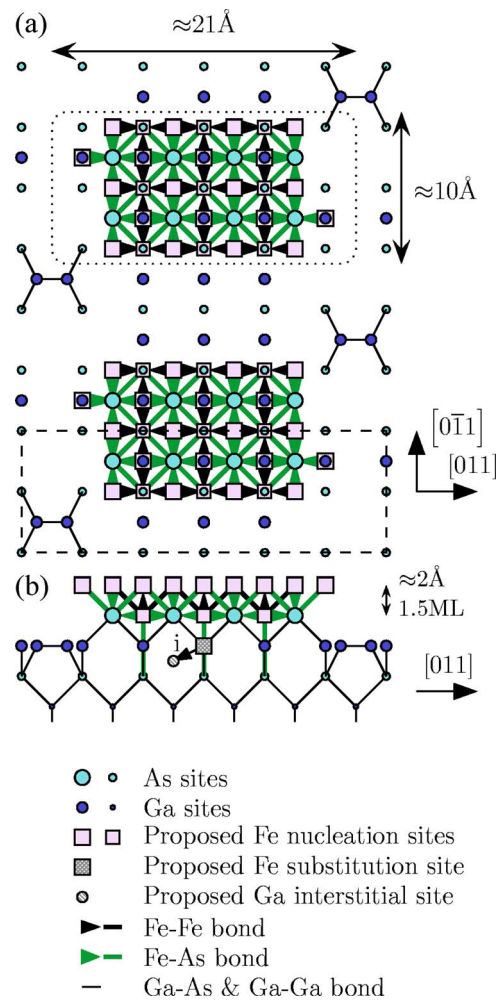 (a)
≈21Å
≈10Å
[01̄1]
[011]
(b)
≈2Å
1.5ML
i
[011]
As sites
Ga sites
Proposed Fe nucleation sites
Proposed Fe substitution site
Proposed Ga interstitial site
Fe-Fe bond
Fe-As bond
Ga-As & Ga-Ga bond